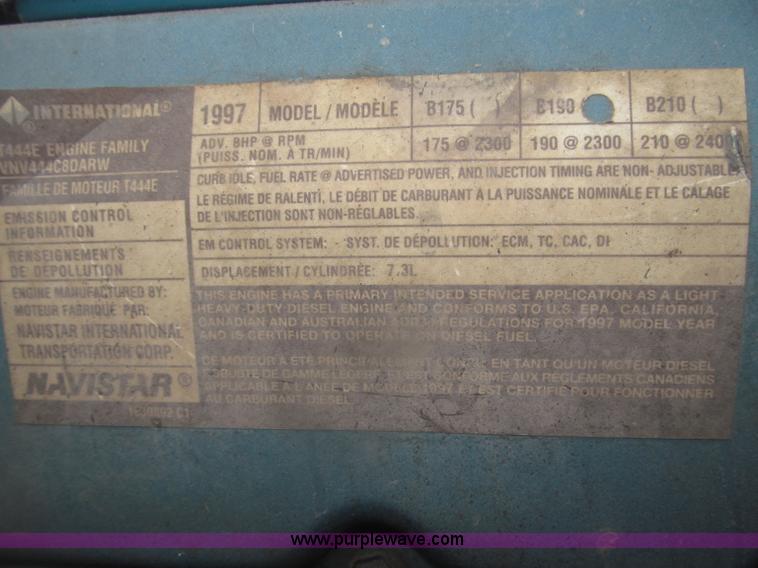 INTERNATIONAL®
T444E ENGINE FAMILY
VNV444C8DARW
FAMILLE DE MOTEUR T444E
EMISSION CONTROL
INFORMATION
RENSEIGNEMENTS
DE DÉPOLLUTION
ENGINE MANUFACTURED BY:
MOTEUR FABRIQUÉ PAR:
NAVISTAR INTERNATIONAL
TRANSPORTATION CORP.
NAVISTAR®
1997 MODEL / MODÈLE B175 ( ) B190 B210 ( )
ADV. BHP @ RPM
(PUISS. NOM. À TR/MIN) 175 @ 2300 190 @ 2300 210 @ 2400
CURB IDLE, FUEL RATE @ ADVERTISED POWER, AND INJECTION TIMING ARE NON- ADJUSTABLE
LE RÉGIME DE RALENTI, LE DÉBIT DE CARBURANT À LA PUISSANCE NOMINALE ET LE CALAGE
DE L'INJECTION SONT NON-RÉGLABLES.
EM CONTROL SYSTEM: SYST. DE DÉPOLLUTION: ECM, TC, CAC, DI
DISPLACEMENT / CYLINDRÉE: 7.3L
THIS ENGINE HAS A PRIMARY INTENDED SERVICE APPLICATION AS A LIGHT
HEAVY-DUTY DIESEL ENGINE AND CONFORMS TO U.S. EPA, CALIFORNIA,
CANADIAN AND AUSTRALIAN REGULATIONS FOR 1997 MODEL YEAR
AND IS CERTIFIED TO OPERATE ON DIESEL FUEL.
CE MOTEUR A ÉTÉ EN TANT QU'UN MOTEUR DIESEL
AUX RÉGLEMENTS CANADIENS
APPLICABLE À 1997 EST CERTIFIÉ POUR FONCTIONNER
AU CARBURANT DIESEL.
www.purplewave.com